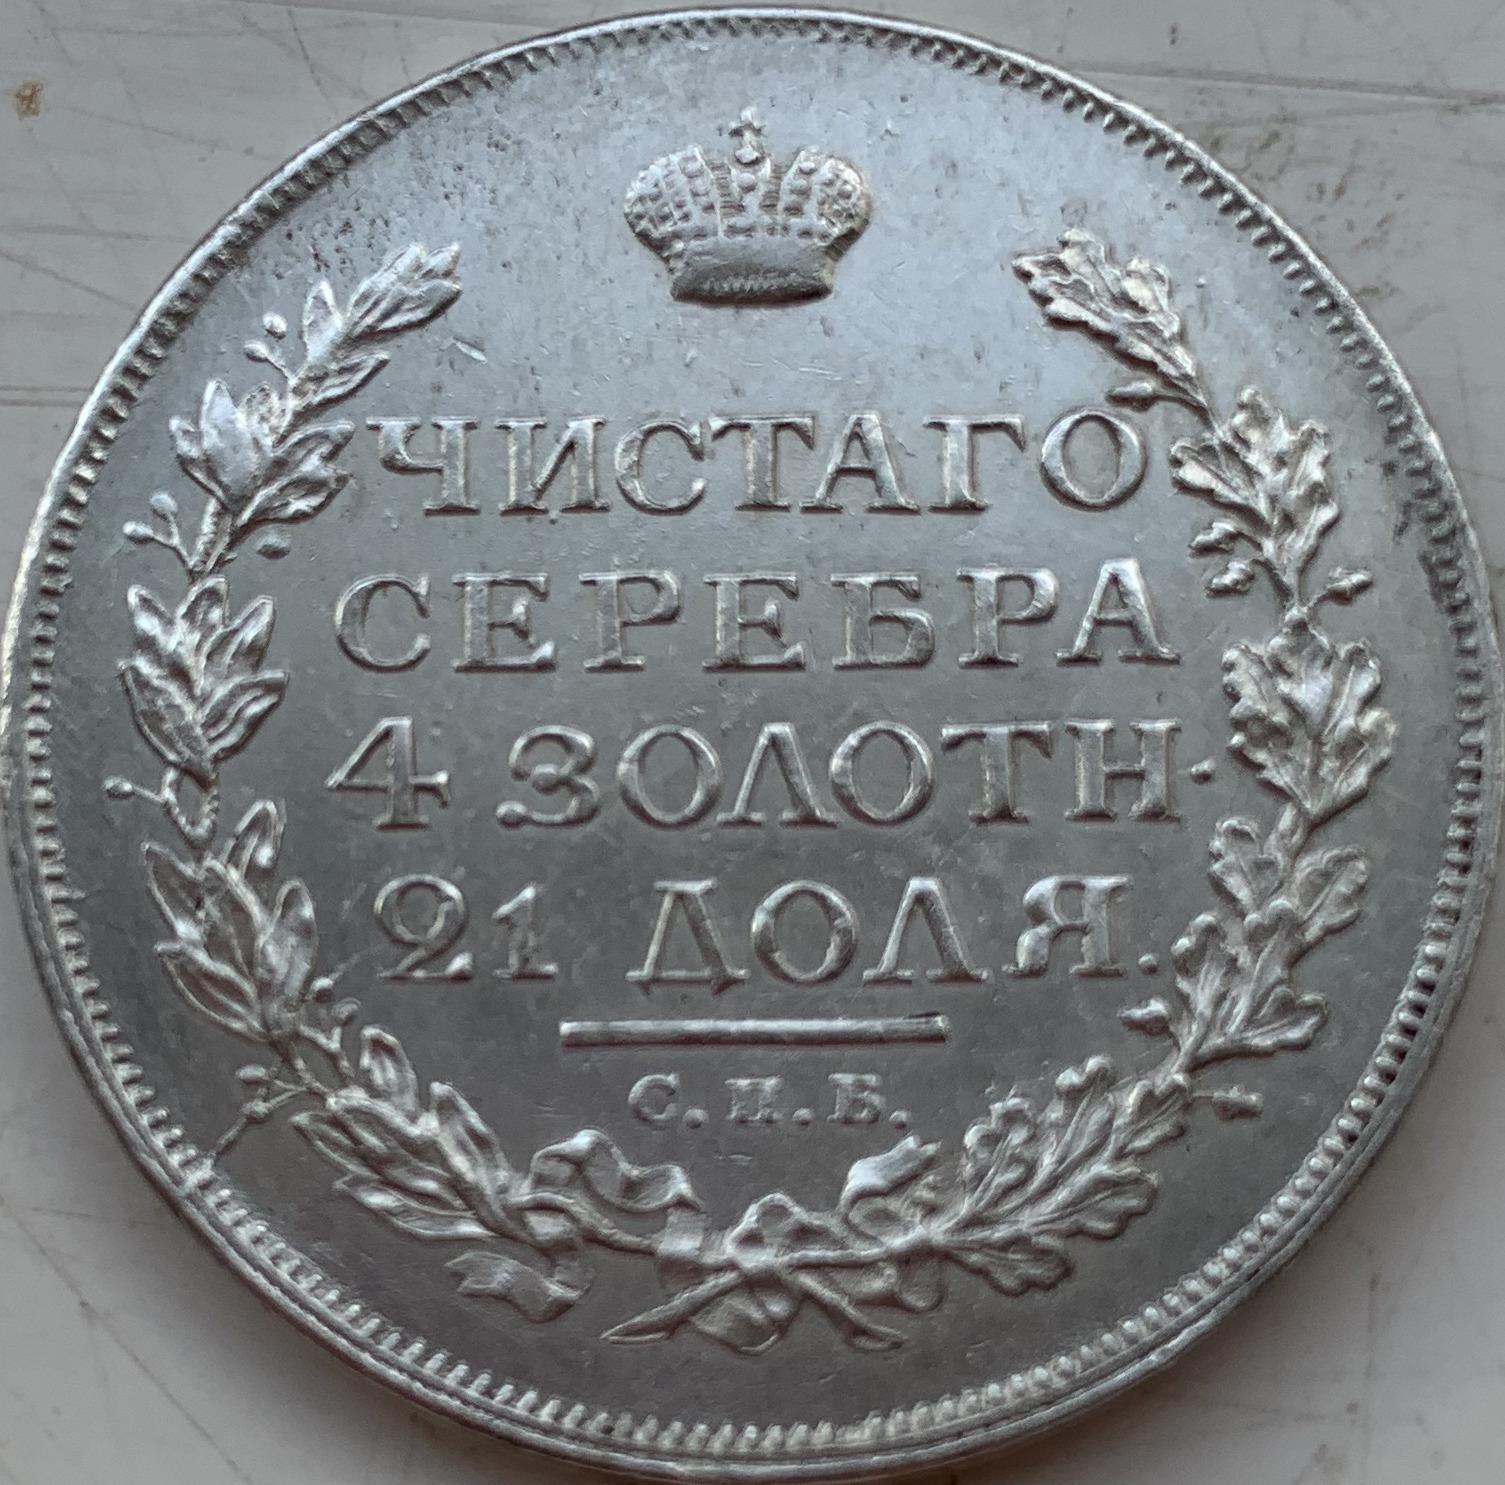 ЧИСТАГО
СЕРЕБРА
4 ЗОЛОТН·
21 ДОЛЯ.
С.П.Б.